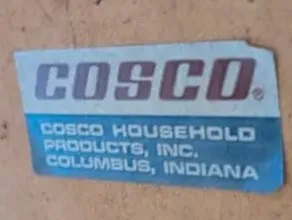 COSCO®
COSCO HOUSEHOLD
PRODUCTS, INC.
COLUMBUS, INDIANA